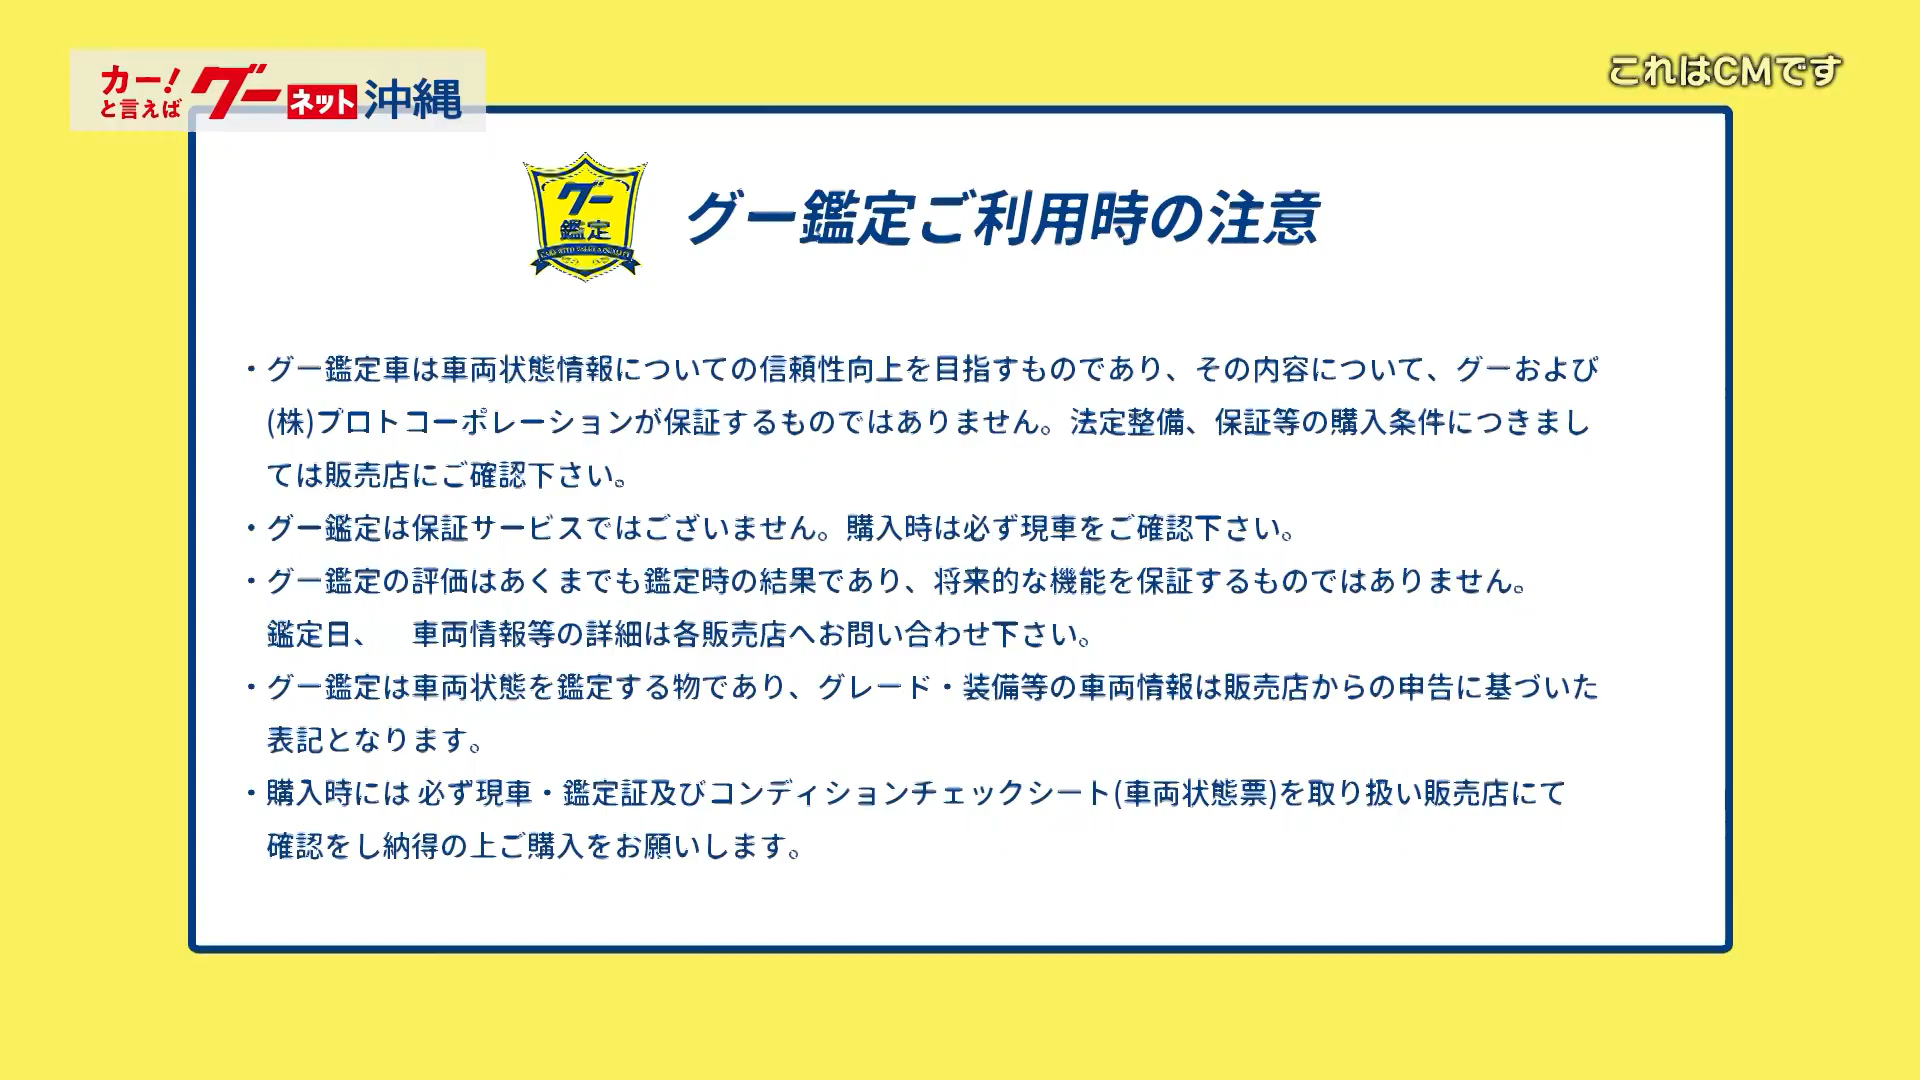 カー!
と言えば
グーネット沖縄
これはCMです
グー
鑑定
グー鑑定ご利用時の注意
・グー鑑定車は車両状態情報についての信頼性向上を目指すものであり、その内容について、グーおよび
(株)プロトコーポレーションが保証するものではありません。法定整備、保証等の購入条件につきまし
ては販売店にご確認下さい。
・グー鑑定は保証サービスではございません。購入時は必ず現車をご確認下さい。
・グー鑑定の評価はあくまでも鑑定時の結果であり、将来的な機能を保証するものではありません。
鑑定日、　車両情報等の詳細は各販売店へお問い合わせ下さい。
・グー鑑定は車両状態を鑑定する物であり、グレード・装備等の車両情報は販売店からの申告に基づいた
表記となります。
・購入時には 必ず現車・鑑定証及びコンディションチェックシート(車両状態票)を取り扱い販売店にて
確認をし納得の上ご購入をお願いします。